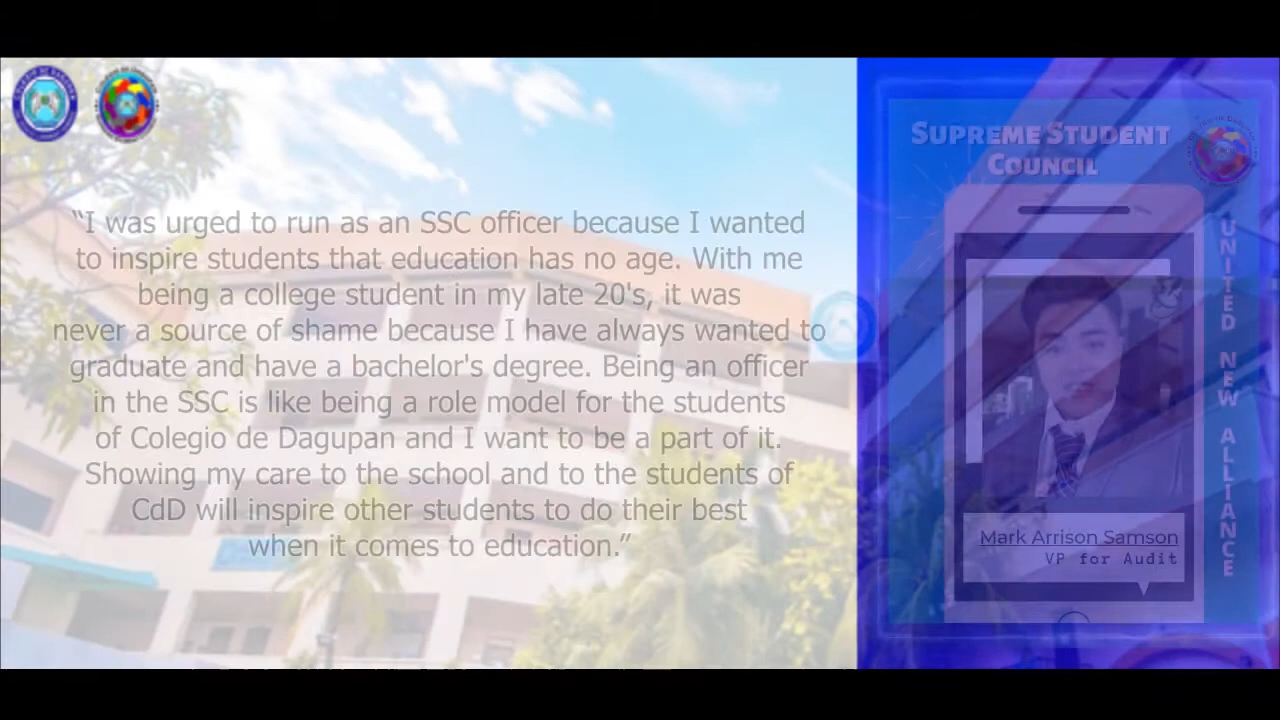 “I was urged to run as an SSC officer because I wanted
to inspire students that education has no age. With me
being a college student in my late 20's, it was
never a source of shame because I have always wanted to
graduate and have a bachelor's degree. Being an officer
in the SSC is like being a role model for the students
of Colegio de Dagupan and I want to be a part of it.
Showing my care to the school and to the students of
CdD will inspire other students to do their best
when it comes to education.”
SUPREME STUDENT
COUNCIL
UNITED NEW ALLIANCE
Mark Arrison Samson
VP for Audit